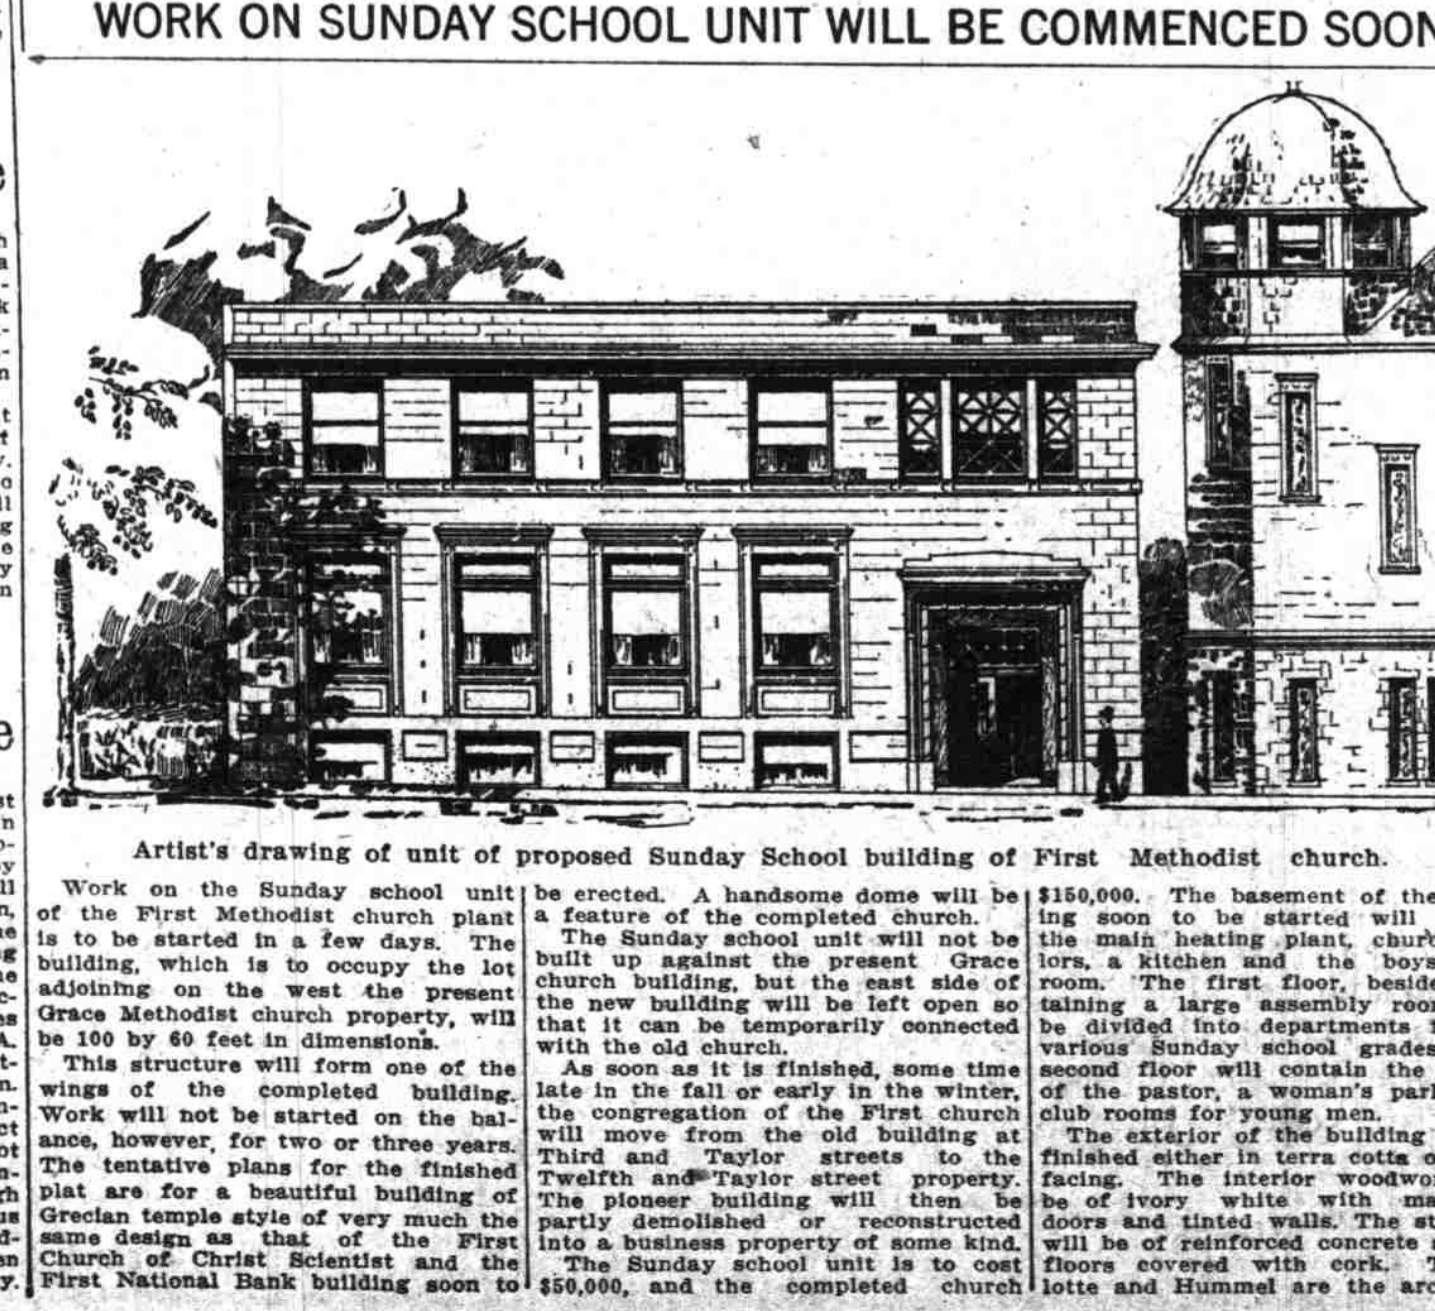 WORK ON SUNDAY SCHOOL UNIT WILL BE COMMENCED SOON
Artist's drawing of unit of proposed Sunday School building of First Methodist church.
Work on the Sunday school unit
of the First Methodist church plant
is to be started in a few days. The
building, which is to occupy the lot
adjoining on the west the present
Grace Methodist church property, will
be 100 by 60 feet in dimensions.
This structure will form one of the
wings of the completed building.
Work will not be started on the bal-
ance, however, for two or three years.
The tentative plans for the finished
plat are for a beautiful building of
Grecian temple style of very much the
same design as that of the First
Church of Christ Scientist and the
First National Bank building soon to
be erected. A handsome dome will be
a feature of the completed church.
The Sunday school unit will not be
built up against the present Grace
church building, but the east side of
the new building will be left open so
that it can be temporarily connected
with the old church.
As soon as it is finished, some time
late in the fall or early in the winter,
the congregation of the First church
will move from the old building at
Third and Taylor streets to the
Twelfth and Taylor street property.
The pioneer building will then be
partly demolished or reconstructed
into a business property of some kind.
The Sunday school unit is to cost
$50,000, and the completed church
$150,000. The basement of the
ing soon to be started will
the main heating plant, chur
lors, a kitchen and the boys
room. The first floor, beside
taining a large assembly roo
be divided into departments
various Sunday school grades
second floor will contain the
of the pastor, a woman's parl
club rooms for young men.
The exterior of the building
finished either in terra cotta o
facing. The interior woodwo
be of ivory white with ma
doors and tinted walls. The st
will be of reinforced concrete
floors covered with cork.
lotte and Hummel are the arc